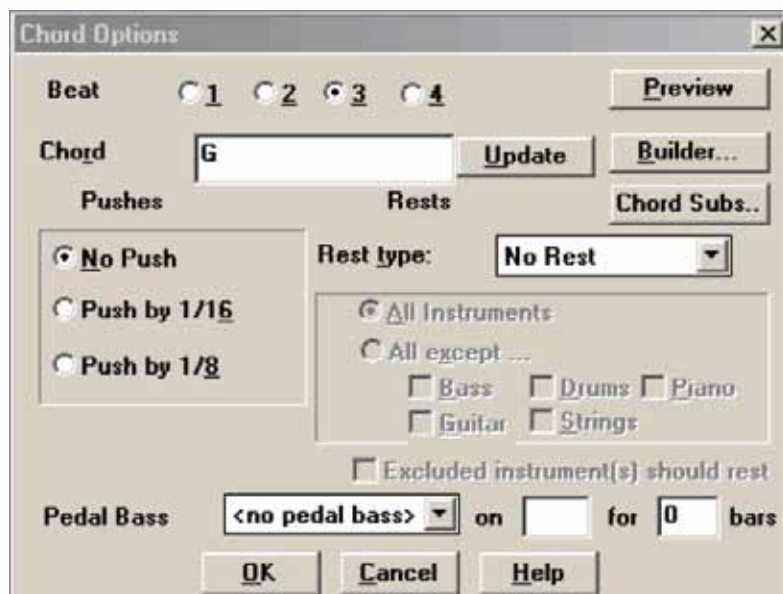 Chord Options
Beat 1 2 3 4 Preview
Chord G Update Builder...
Pushes Rests Chord Subs..
No Push Rest type: No Rest
Push by 1/16 All Instruments
Push by 1/8 All except ...
Bass Drums Piano
Guitar Strings
Excluded instrument(s) should rest
Pedal Bass <no pedal bass> on for 0 bars
OK Cancel Help